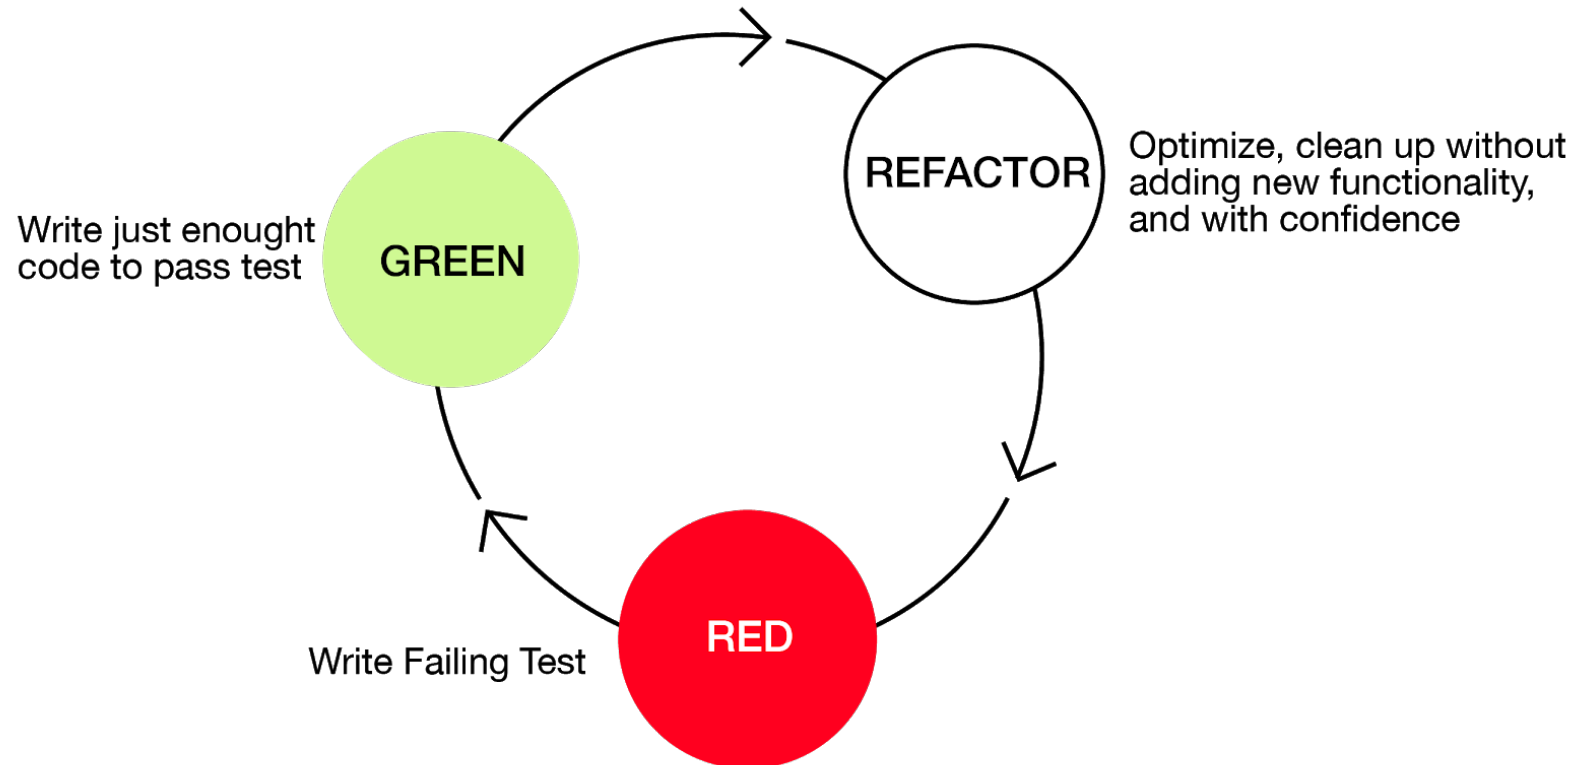 REFACTOR
Optimize, clean up without
adding new functionality,
and with confidence
Write just enought
code to pass test
GREEN
RED
Write Failing Test